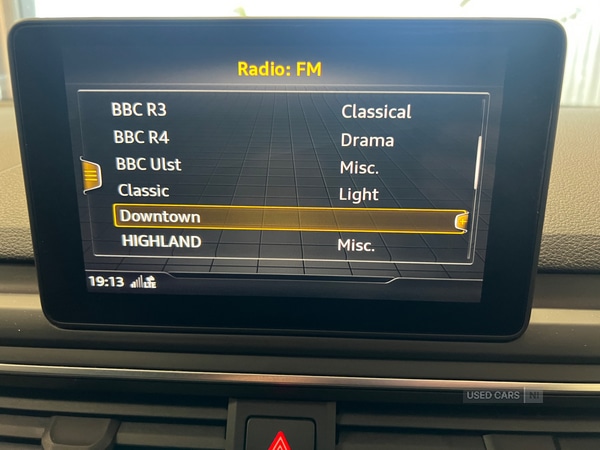 Radio: FM
BBC R3 Classical
BBC R4 Drama
BBC Ulst Misc.
Classic Light
Downtown
HIGHLAND Misc.
19:13 LTE
USED CARS NI